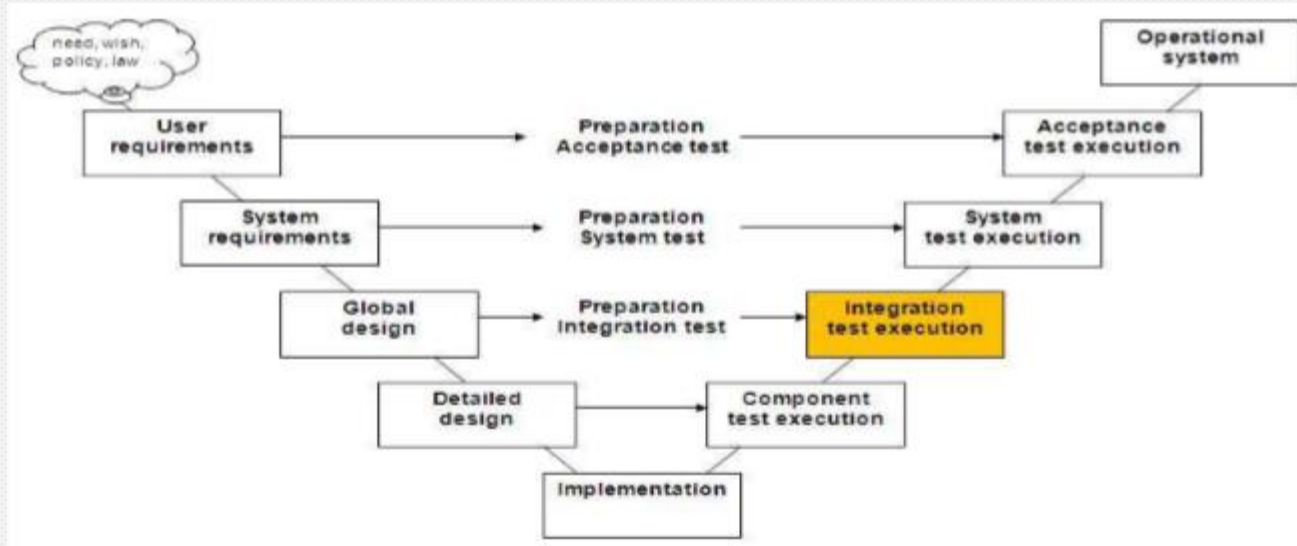 need, wish,
policy, law
Operational
system
User
requirements
Preparation
Acceptance test
Acceptance
test execution
System
requirements
Preparation
System test
System
test execution
Global
design
Preparation
Integration test
Integration
test execution
Detailed
design
Component
test execution
Implementation